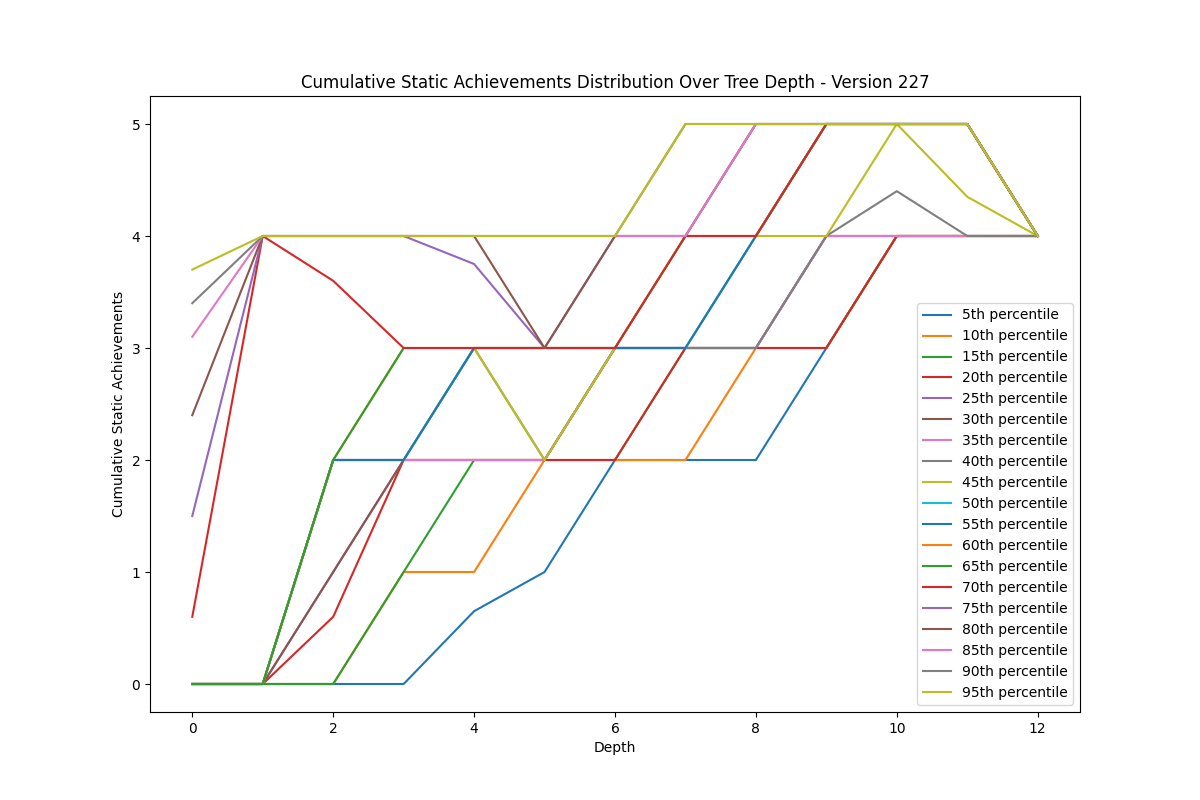 Cumulative Static Achievements Distribution Over Tree Depth - Version 227
Cumulative Static Achievements
5
4
3
2
1
0
0 2 4 6 8 10 12
Depth
5th percentile
10th percentile
15th percentile
20th percentile
25th percentile
30th percentile
35th percentile
40th percentile
45th percentile
50th percentile
55th percentile
60th percentile
65th percentile
70th percentile
75th percentile
80th percentile
85th percentile
90th percentile
95th percentile